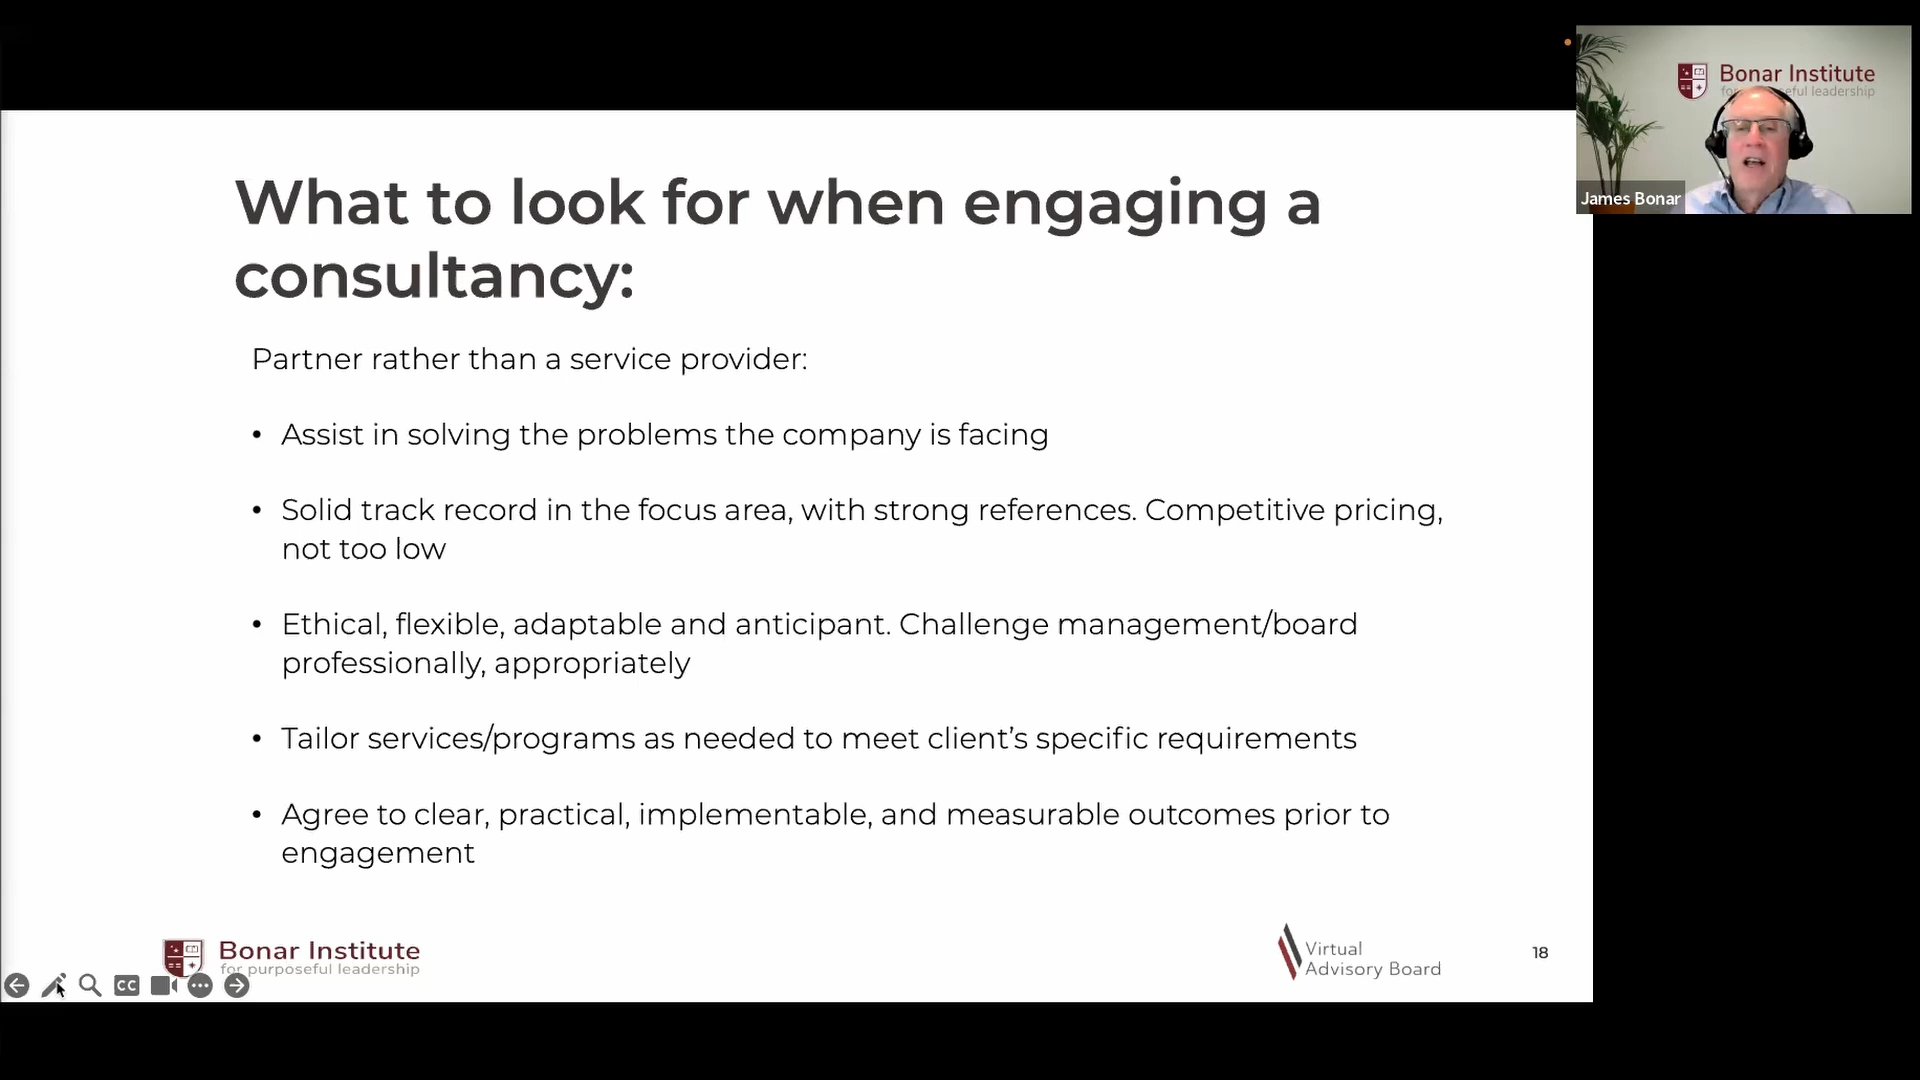 Bonar Institute
for purposeful leadership
James Bonar
What to look for when engaging a
consultancy:
Partner rather than a service provider:
• Assist in solving the problems the company is facing
• Solid track record in the focus area, with strong references. Competitive pricing,
not too low
• Ethical, flexible, adaptable and anticipant. Challenge management/board
professionally, appropriately
• Tailor services/programs as needed to meet client’s specific requirements
• Agree to clear, practical, implementable, and measurable outcomes prior to
engagement
Bonar Institute
for purposeful leadership
Virtual
Advisory Board
18
CC